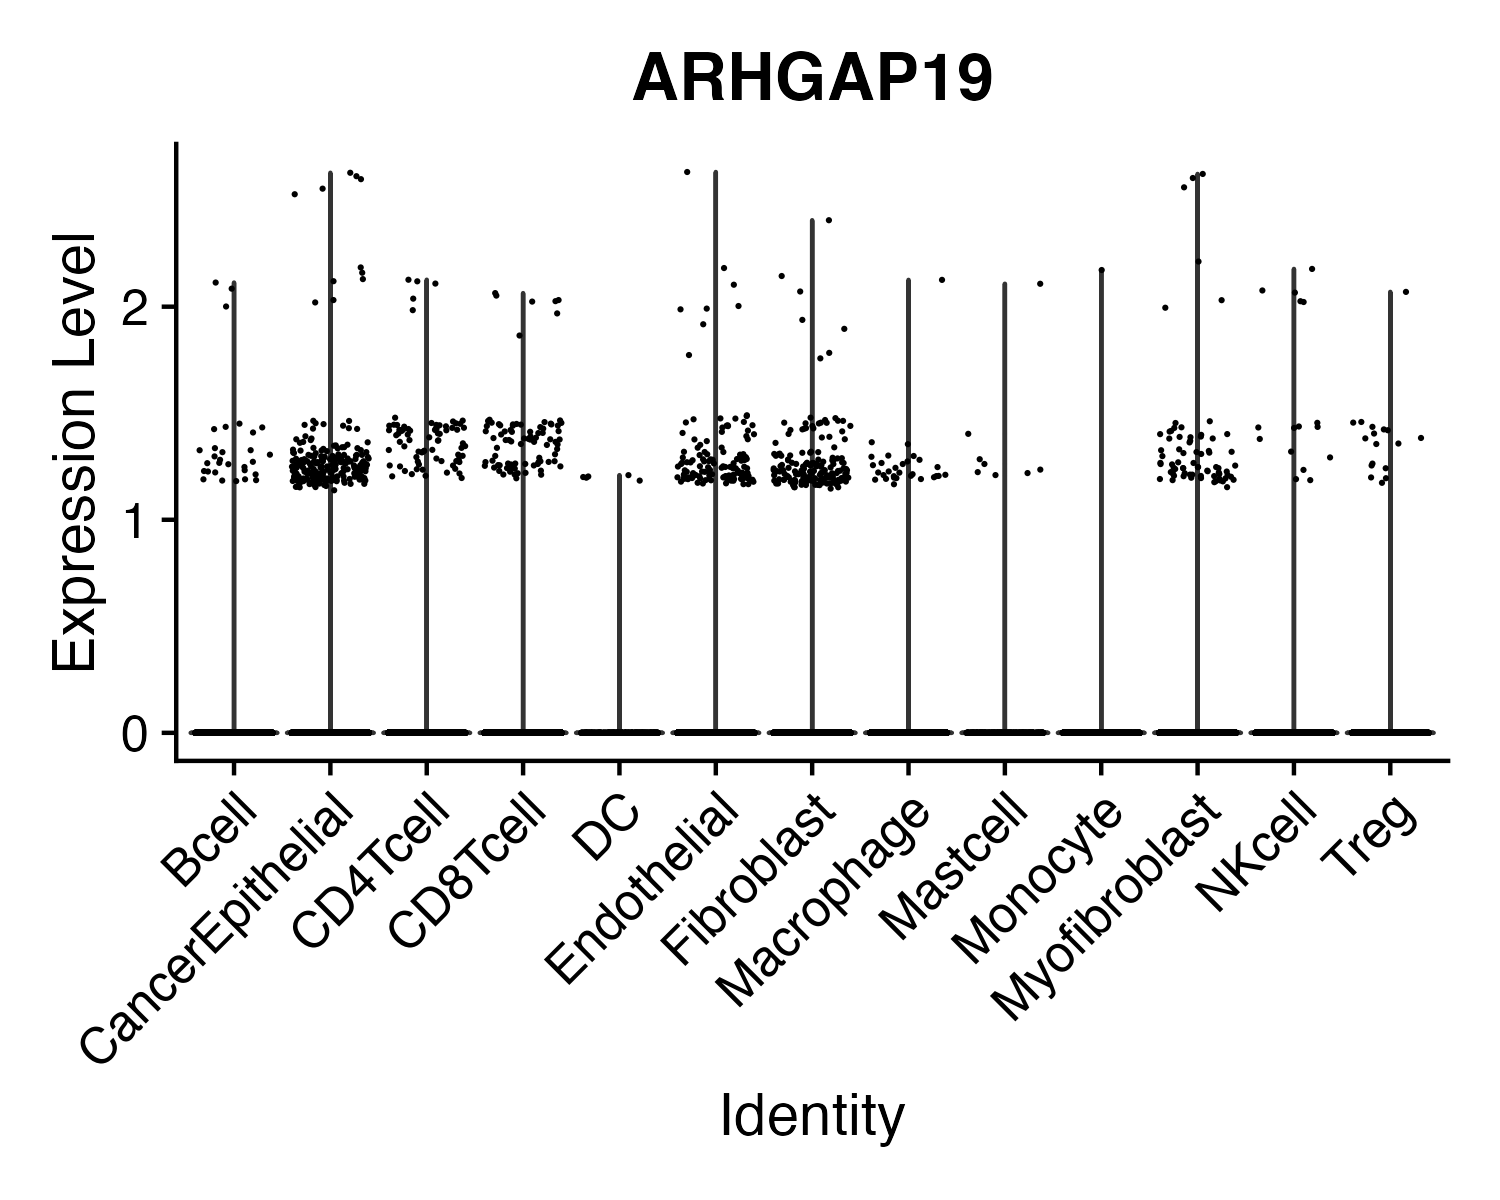 ARHGAP19
Expression Level
2
1
0
Bcell
CancerEpithelial
CD4Tcell
CD8Tcell
DC
Endothelial
Fibroblast
Macrophage
Mastcell
Monocyte
Myofibroblast
NKcell
Treg
Identity